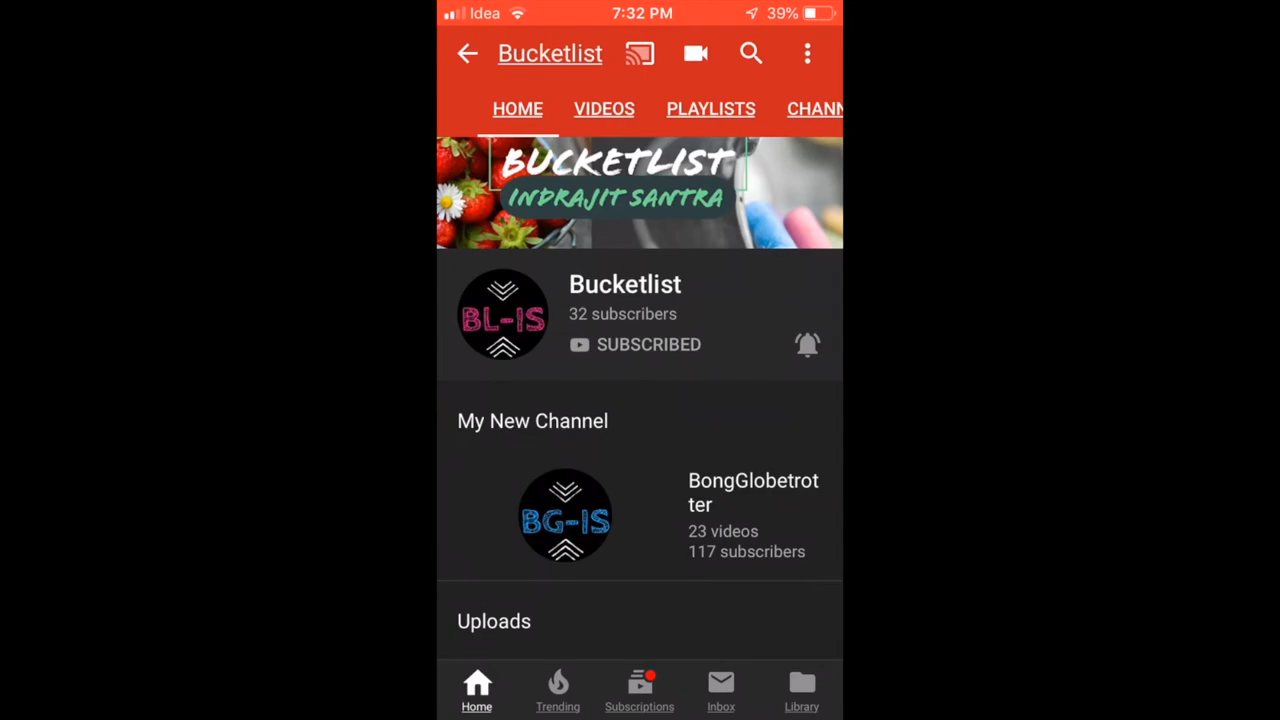 Idea 7:32 PM 39%
Bucketlist
HOME VIDEOS PLAYLISTS CHANN
BUCKETLIST
INDRAJIT SANTRA
BL-IS
Bucketlist
32 subscribers
SUBSCRIBED
My New Channel
BG-IS
BongGlobetrot
ter
23 videos
117 subscribers
Uploads
Home Trending Subscriptions Inbox Library